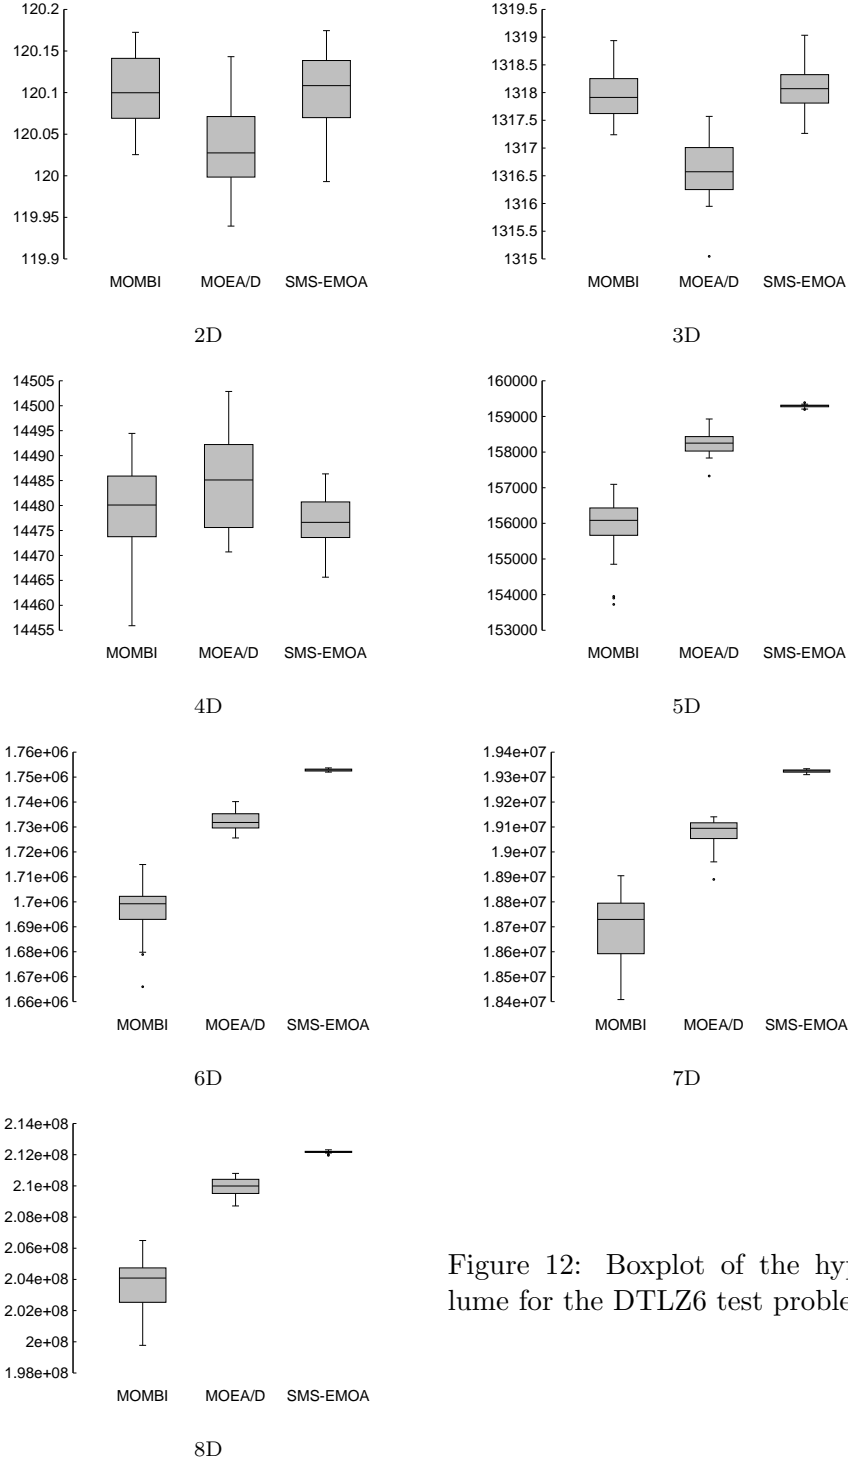 120.2
120.15
120.1
120.05
120
119.95
119.9
MOMBI MOEA/D SMS-EMOA
2D
1319.5
1319
1318.5
1318
1317.5
1317
1316.5
1316
1315.5
1315
MOMBI MOEA/D SMS-EMOA
3D
14505
14500
14495
14490
14485
14480
14475
14470
14465
14460
14455
MOMBI MOEA/D SMS-EMOA
4D
160000
159000
158000
157000
156000
155000
154000
153000
MOMBI MOEA/D SMS-EMOA
5D
1.76e+06
1.75e+06
1.74e+06
1.73e+06
1.72e+06
1.71e+06
1.7e+06
1.69e+06
1.68e+06
1.67e+06
1.66e+06
MOMBI MOEA/D SMS-EMOA
6D
1.94e+07
1.93e+07
1.92e+07
1.91e+07
1.9e+07
1.89e+07
1.88e+07
1.87e+07
1.86e+07
1.85e+07
1.84e+07
MOMBI MOEA/D SMS-EMOA
7D
2.14e+08
2.12e+08
2.1e+08
2.08e+08
2.06e+08
2.04e+08
2.02e+08
2e+08
1.98e+08
MOMBI MOEA/D SMS-EMOA
8D
Figure 12: Boxplot of the hyp
lume for the DTLZ6 test proble